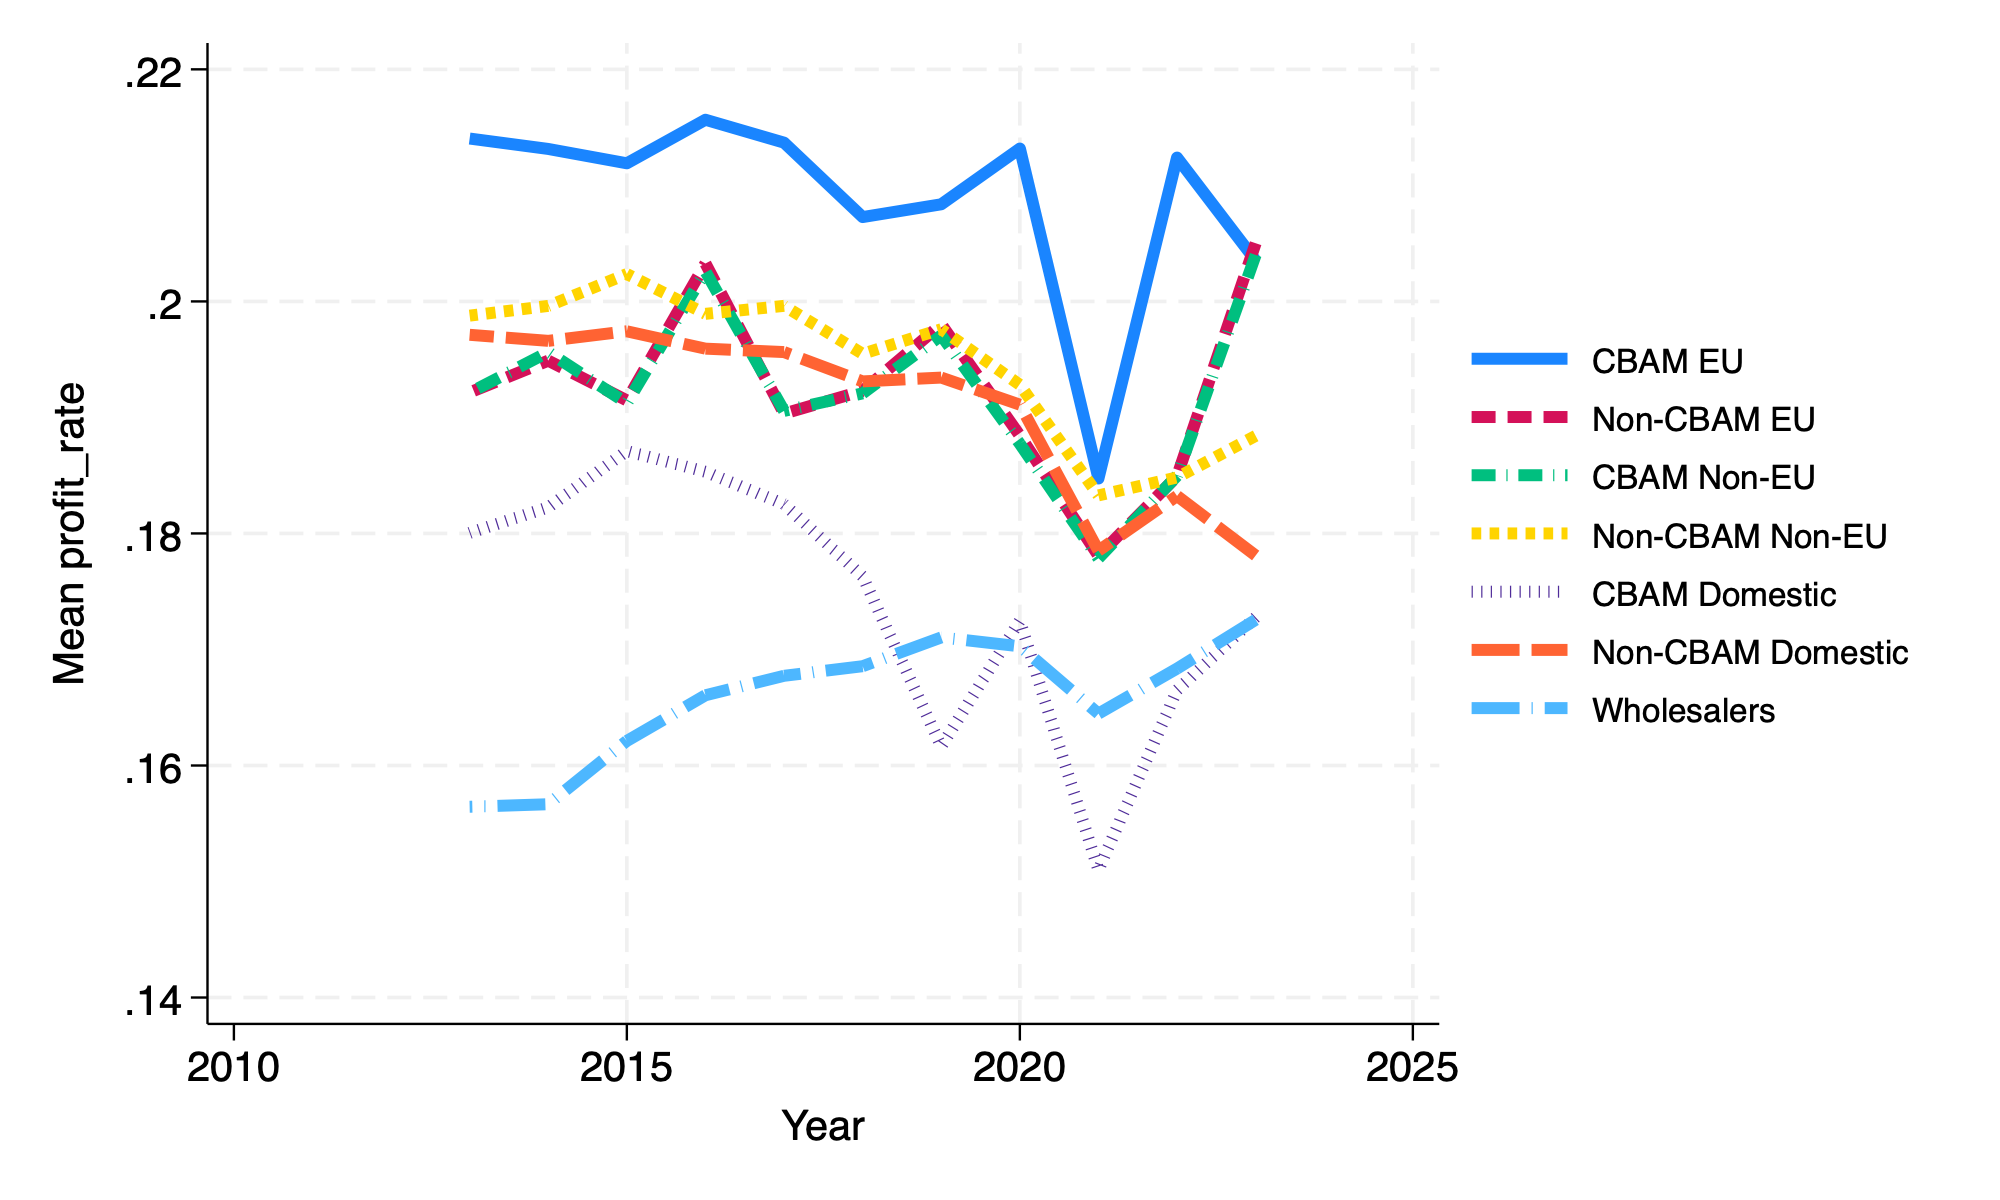 .22
.2
.18
.16
.14
Mean profit_rate
2010
2015
2020
2025
Year
CBAM EU
Non-CBAM EU
CBAM Non-EU
Non-CBAM Non-EU
CBAM Domestic
Non-CBAM Domestic
Wholesalers